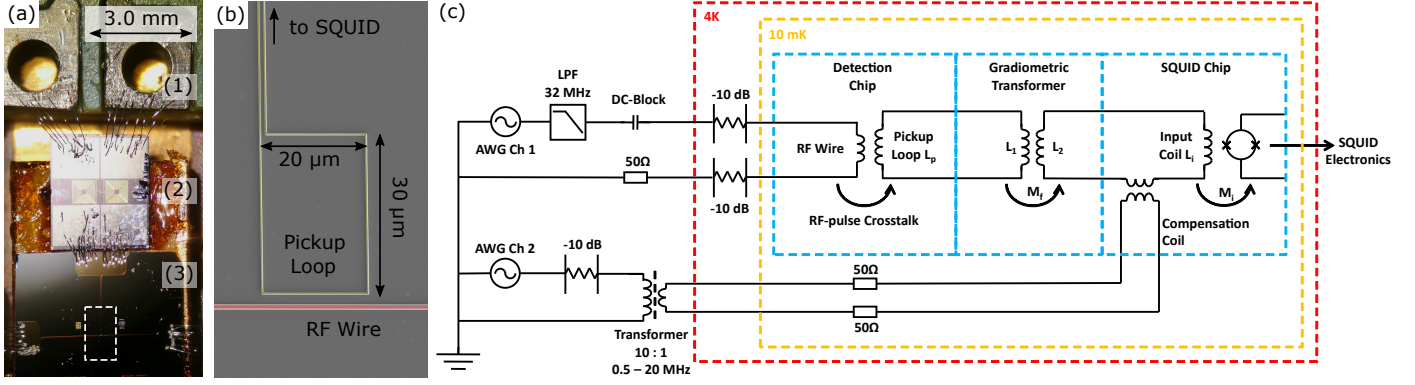 (a)
3.0 mm
(1)
(2)
(3)
(b)
to SQUID
20 µm
30 µm
Pickup
Loop
RF Wire
(c)
4K
10 mK
Detection
Chip
Gradiometric
Transformer
SQUID Chip
LPF
32 MHz
DC-Block
-10 dB
AWG Ch 1
RF Wire
Pickup
Loop Lp
L1
L2
Input
Coil Li
SQUID
Electronics
50Ω
-10 dB
RF-pulse Crosstalk
Mf
Mi
Compensation
Coil
AWG Ch 2
-10 dB
50Ω
50Ω
Transformer
10 : 1
0.5 – 20 MHz